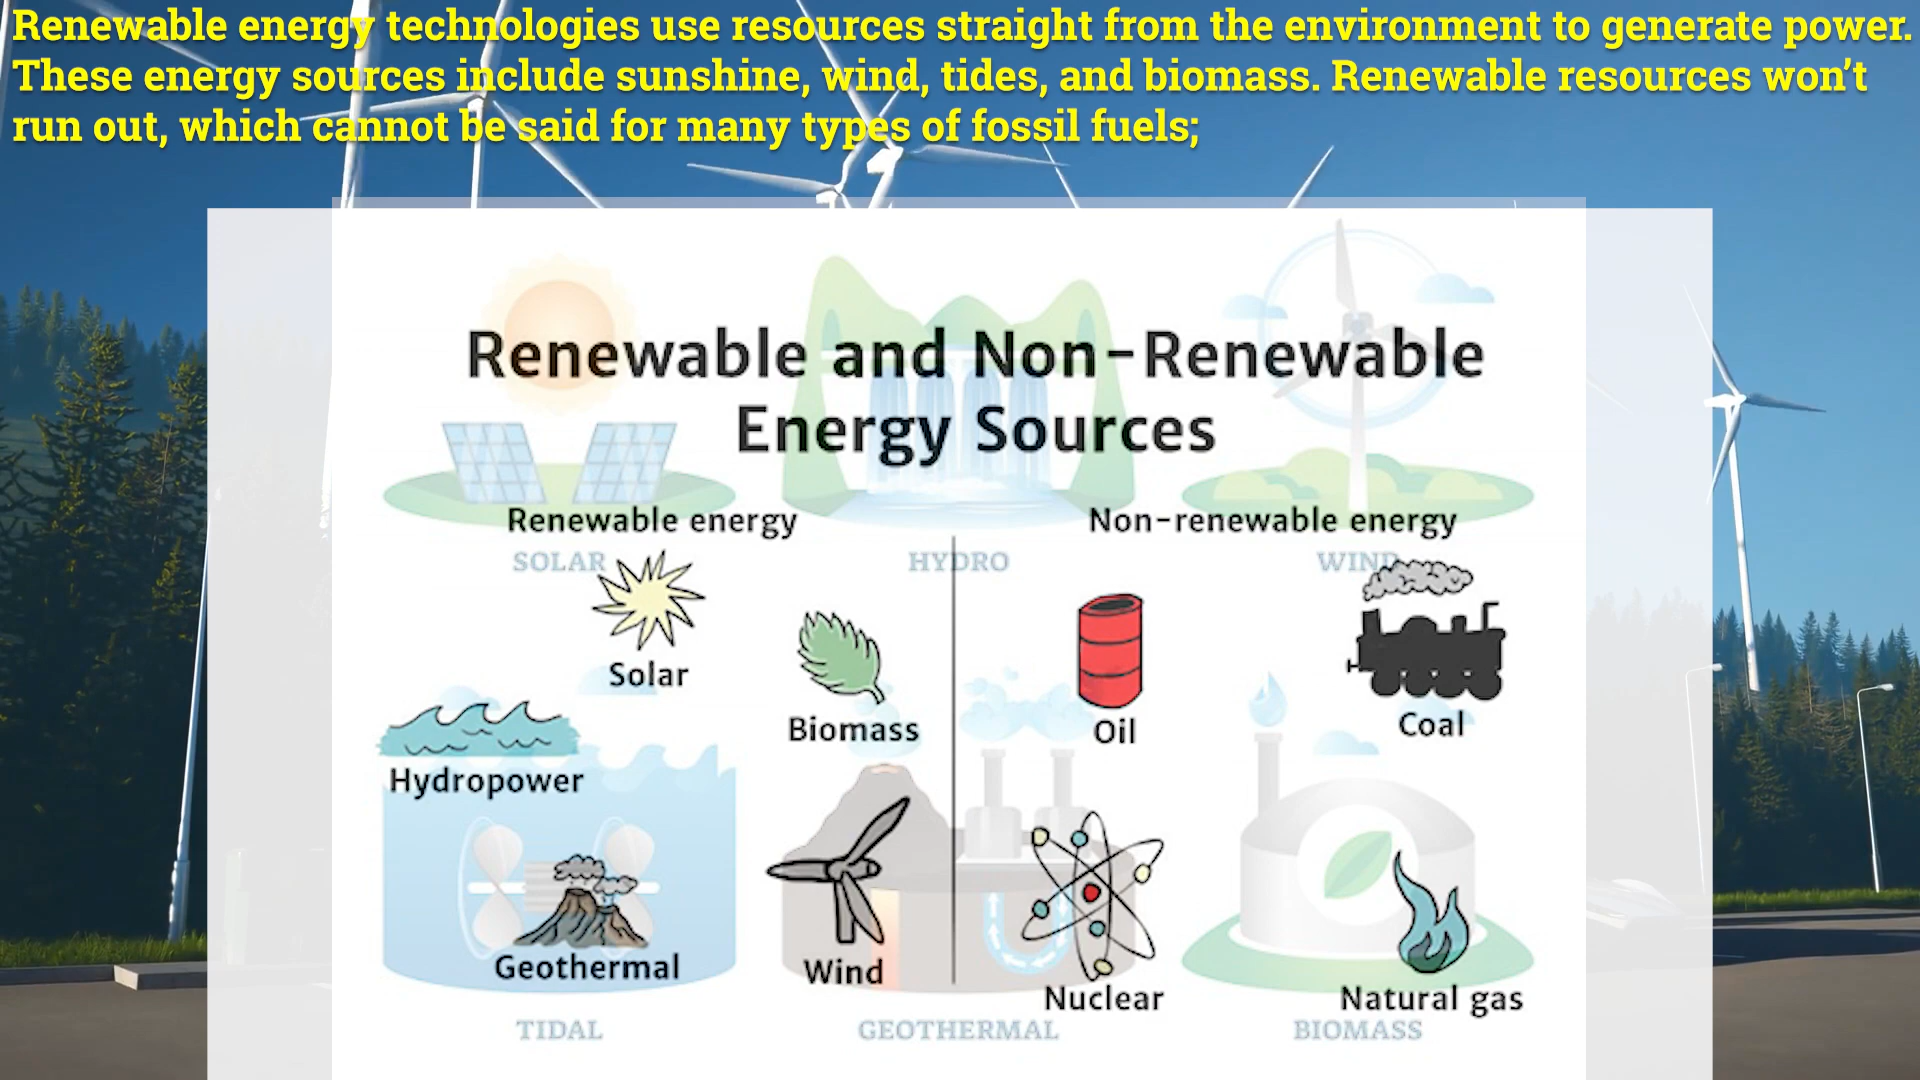 Renewable energy technologies use resources straight from the environment to generate power.
These energy sources include sunshine, wind, tides, and biomass. Renewable resources won’t
run out, which cannot be said for many types of fossil fuels;
Renewable and Non-Renewable
Energy Sources
Renewable energy
Non-renewable energy
SOLAR
HYDRO
WIND
Solar
Biomass
Oil
Coal
Hydropower
Geothermal
Wind
Nuclear
Natural gas
TIDAL
GEOTHERMAL
BIOMASS